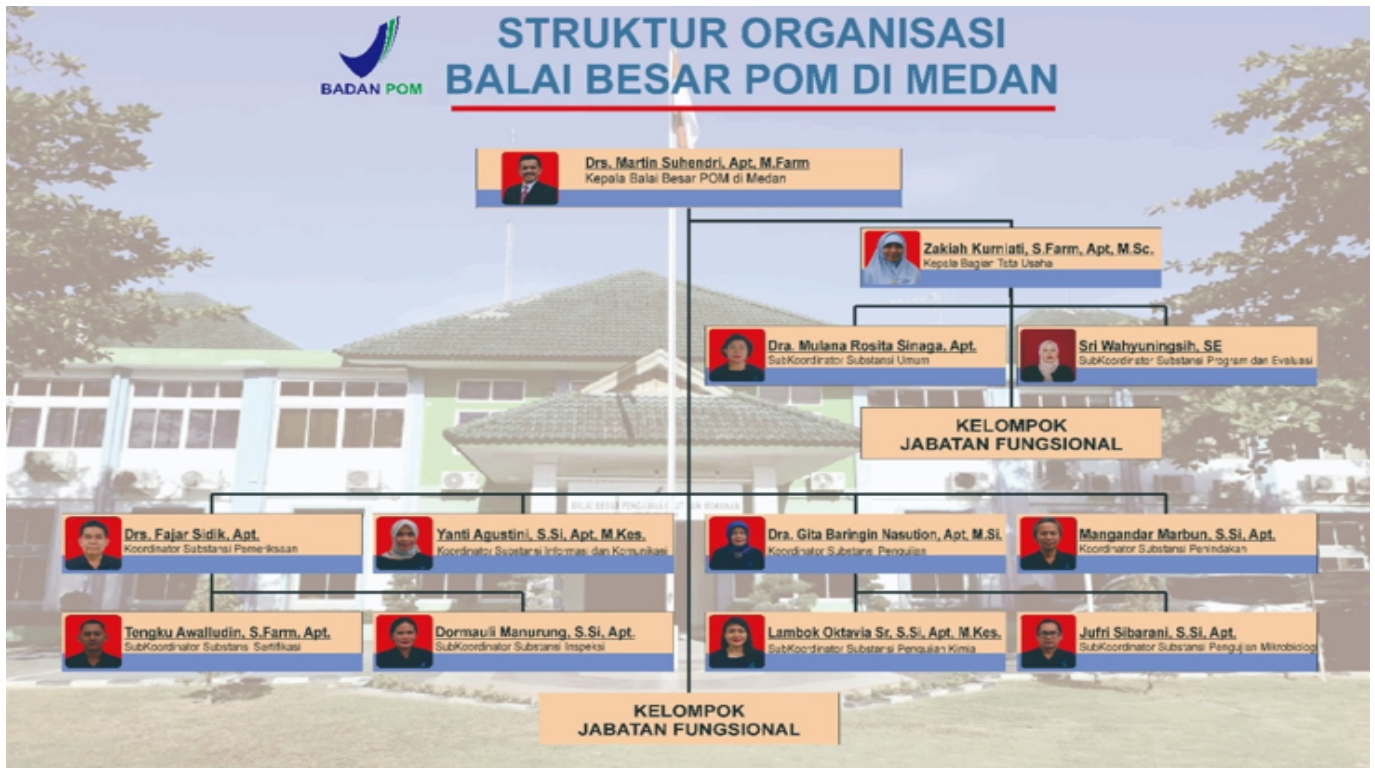 STRUKTUR ORGANISASI
BADAN POM
BALAI BESAR POM DI MEDAN
Drs. Martin Suhendri, Apt, M.Farm
Kepala Balai Besar POM di Medan
Zakiah Kurniati, S.Farm, Apt, M.Sc.
Kepala Bagian Tata Usaha
Dra. Mulana Rosita Sinaga, Apt.
SubKoordinator Substansi Umum
Sri Wahyuningsih, SE
SubKoordinator Substansi Program dan Evaluasi
KELOMPOK
JABATAN FUNGSIONAL
Drs. Fajar Sidik, Apt.
Koordinator Substansi Pemeriksaan
Yanti Agustini, S.Si, Apt, M.Kes.
Koordinator Substansi Informasi dan Komunikasi
Dra. Gita Baringin Nasution, Apt, M.Si.
Koordinator Substansi Pengujian
Mangandar Marbun, S.Si, Apt.
Koordinator Substansi Penindakan
Tengku Awalludin, S.Farm, Apt.
SubKoordinator Substansi Sertifikasi
Dormauli Manurung, S.Si, Apt.
SubKoordinator Substansi Inspeksi
Lambok Oktavia Sr, S.Si, Apt, M.Kes.
SubKoordinator Substansi Pengujian Kimia
Jufri Sibarani, S.Si, Apt.
SubKoordinator Substansi Pengujian Mikrobiolog
KELOMPOK
JABATAN FUNGSIONAL